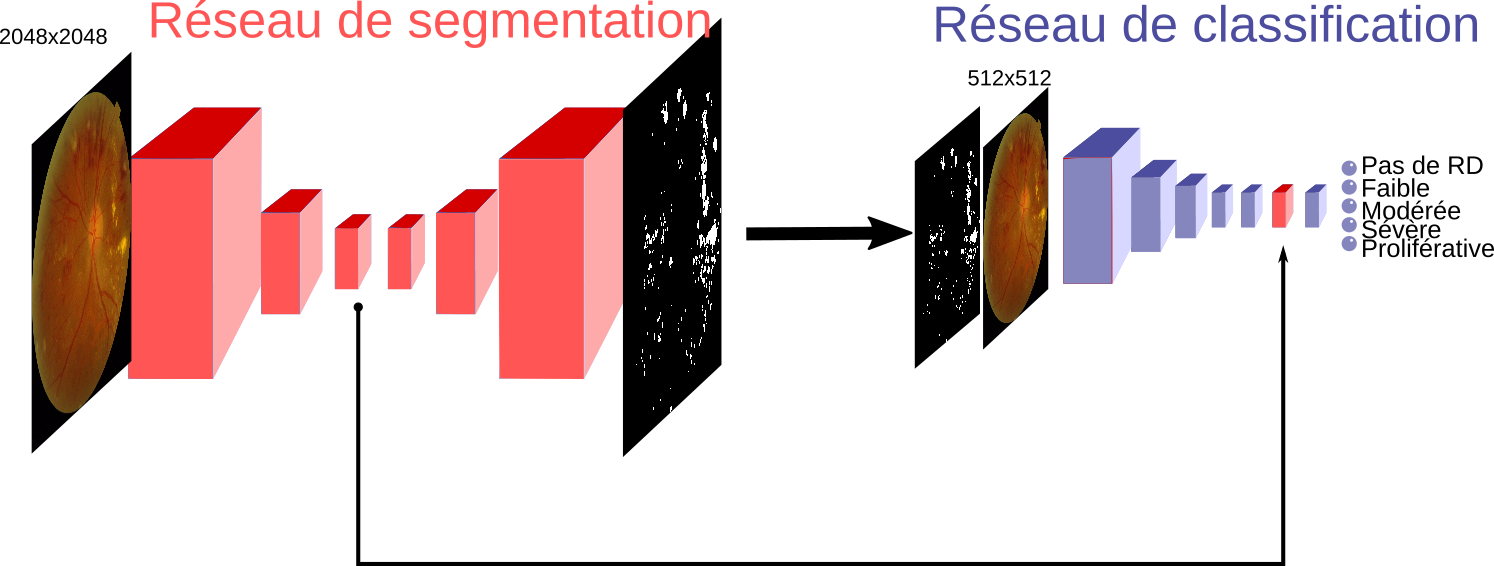 Réseau de segmentation
Réseau de classification
2048x2048
512x512
Pas de RD
Faible
Modérée
Sévère
Proliférative